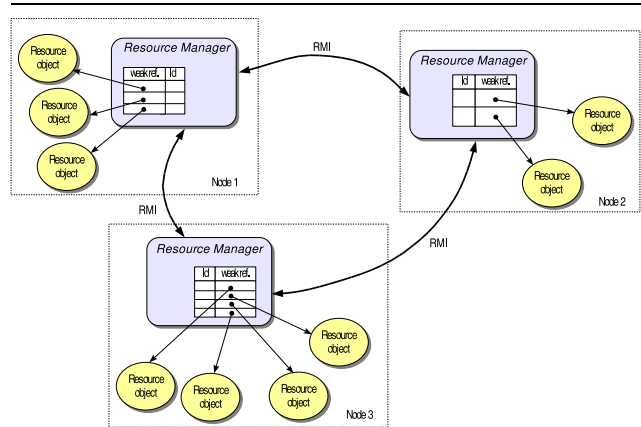 Resource Manager
weak ref. Id
Resource
object
Resource
object
Resource
object
Node 1
RMI
Resource Manager
Id weak ref.
Resource
object
Resource
object
Node 2
RMI
RMI
Resource Manager
Id weak ref.
Resource
object
Resource
object
Resource
object
Resource
object
Node 3